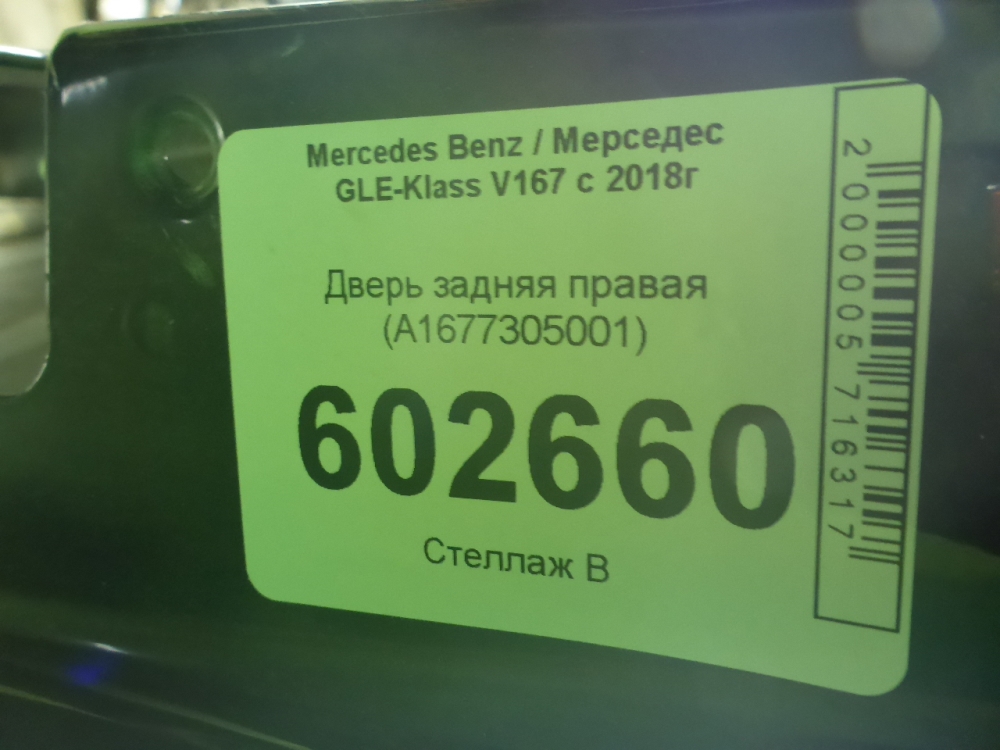 Mercedes Benz / Мерседес
GLE-Klass V167 с 2018г
Дверь задняя правая
(A1677305001)
602660
Стеллаж В
2000005716317